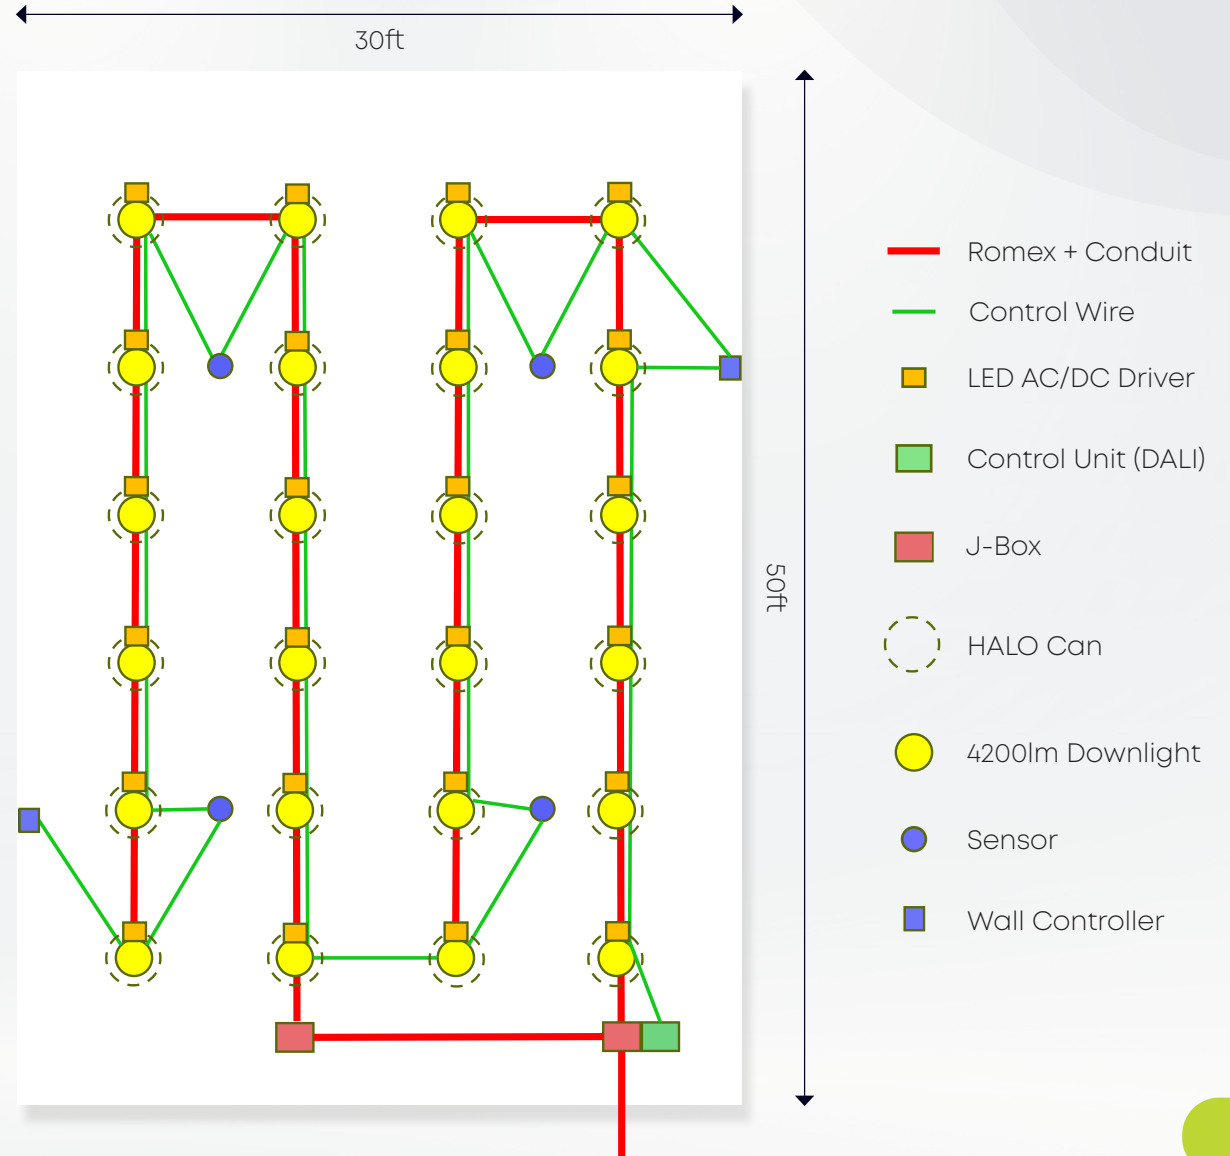 30ft
50ft
Romex + Conduit
Control Wire
LED AC/DC Driver
Control Unit (DALI)
J-Box
HALO Can
4200lm Downlight
Sensor
Wall Controller